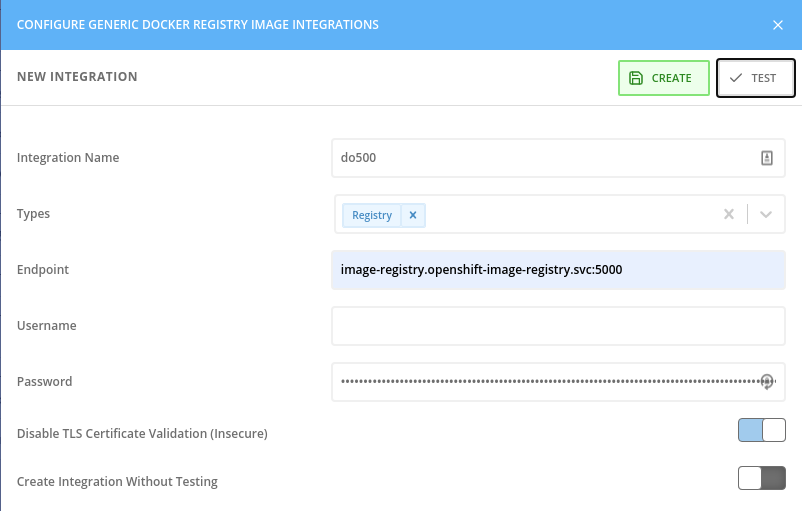 CONFIGURE GENERIC DOCKER REGISTRY IMAGE INTEGRATIONS
NEW INTEGRATION
CREATE
TEST
Integration Name
do500
Types
Registry
Endpoint
image-registry.openshift-image-registry.svc:5000
Username
Password
Disable TLS Certificate Validation (Insecure)
Create Integration Without Testing